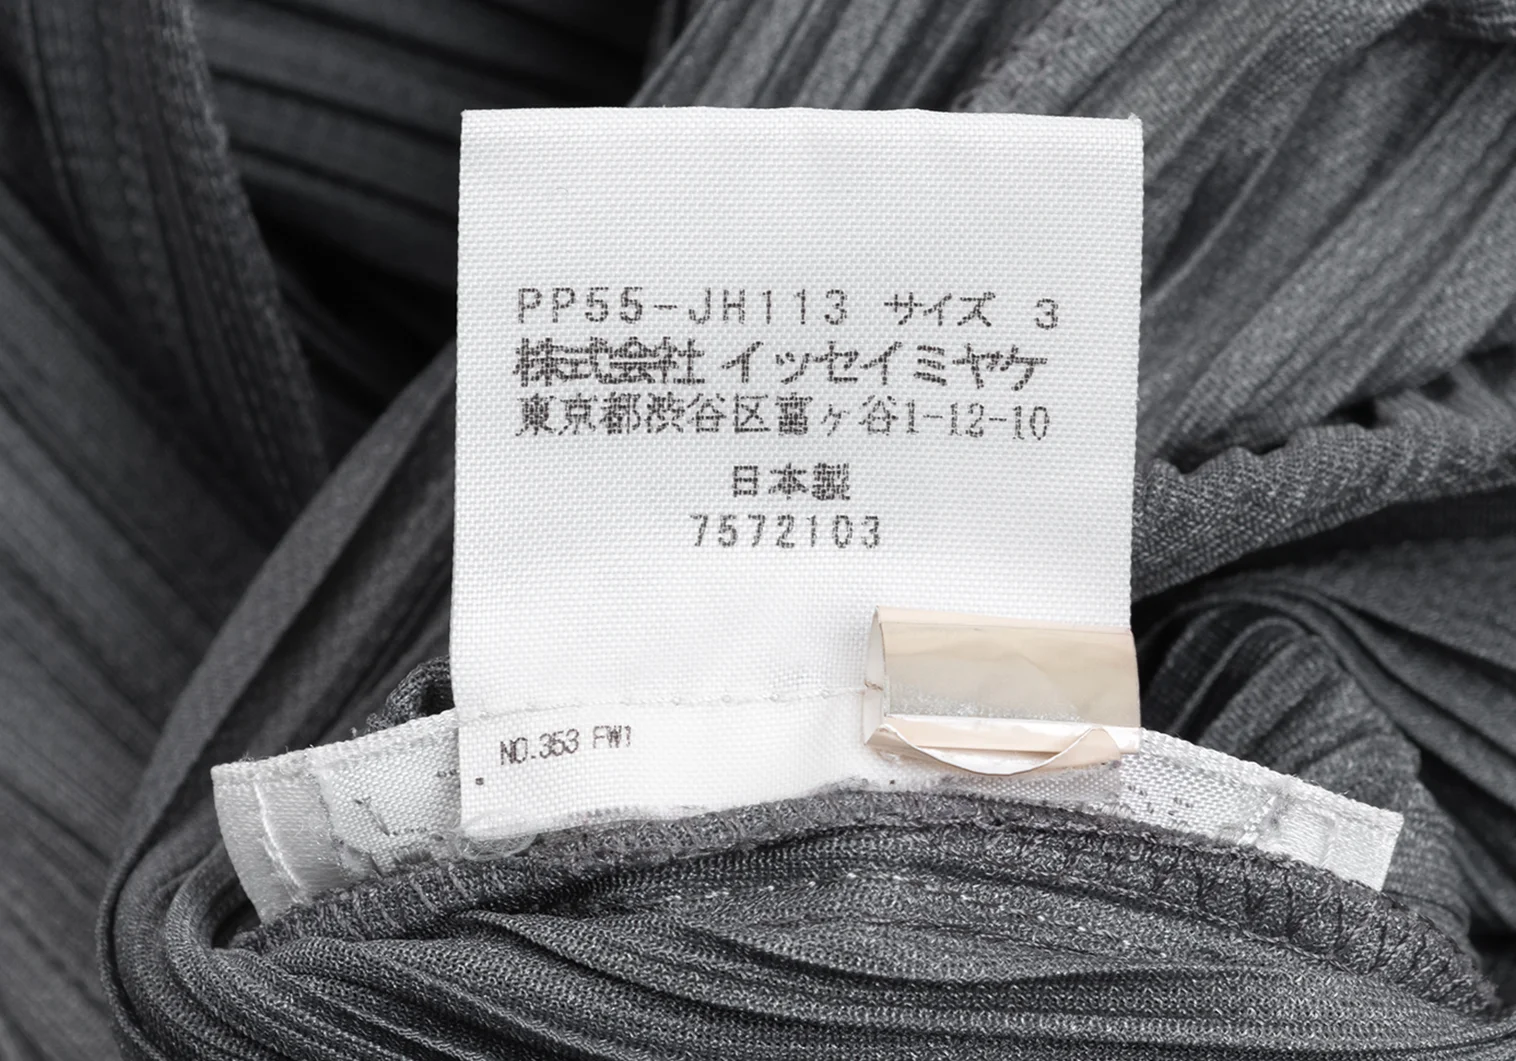 PP55-JH113 サイズ 3
株式会社 イッセイミヤケ
東京都渋谷区富ヶ谷1-12-10
日本製
7572103
NO.353 FW1